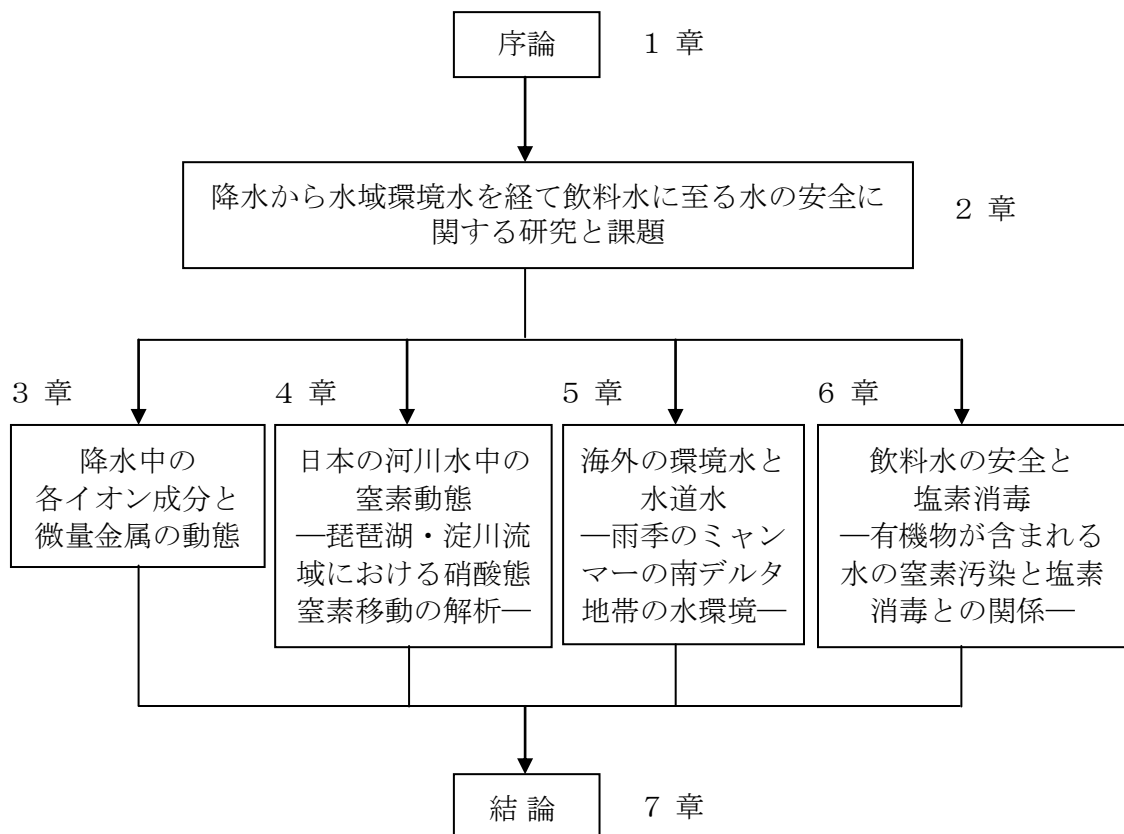 序論
1 章
降水から水域環境水を経て飲料水に至る水の安全に
関する研究と課題
2 章
3 章
降水中の
各イオン成分と
微量金属の動態
4 章
日本の河川水中の
窒素動態
―琵琶湖・淀川流
域における硝酸態
窒素移動の解析―
5 章
海外の環境水と
水道水
―雨季のミャン
マーの南デルタ
地帯の水環境―
6 章
飲料水の安全と
塩素消毒
―有機物が含まれる
水の窒素汚染と塩素
消毒との関係―
結 論
7 章